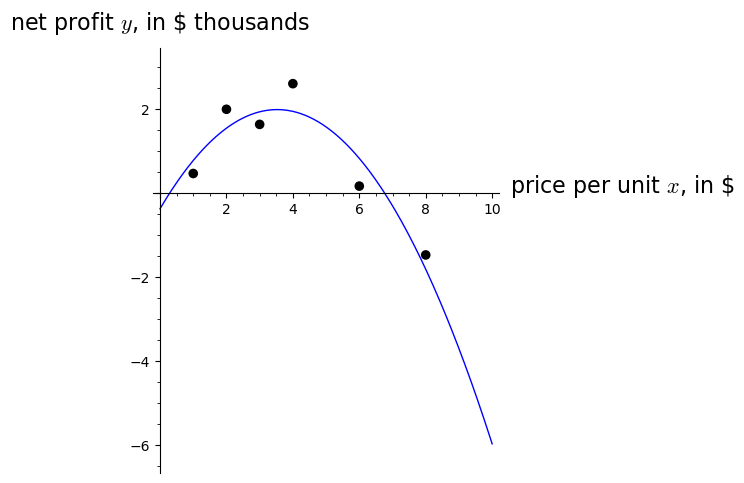 net profit y, in $ thousands
2
price per unit x, in $
2 4 6 8 10
−2
−4
−6